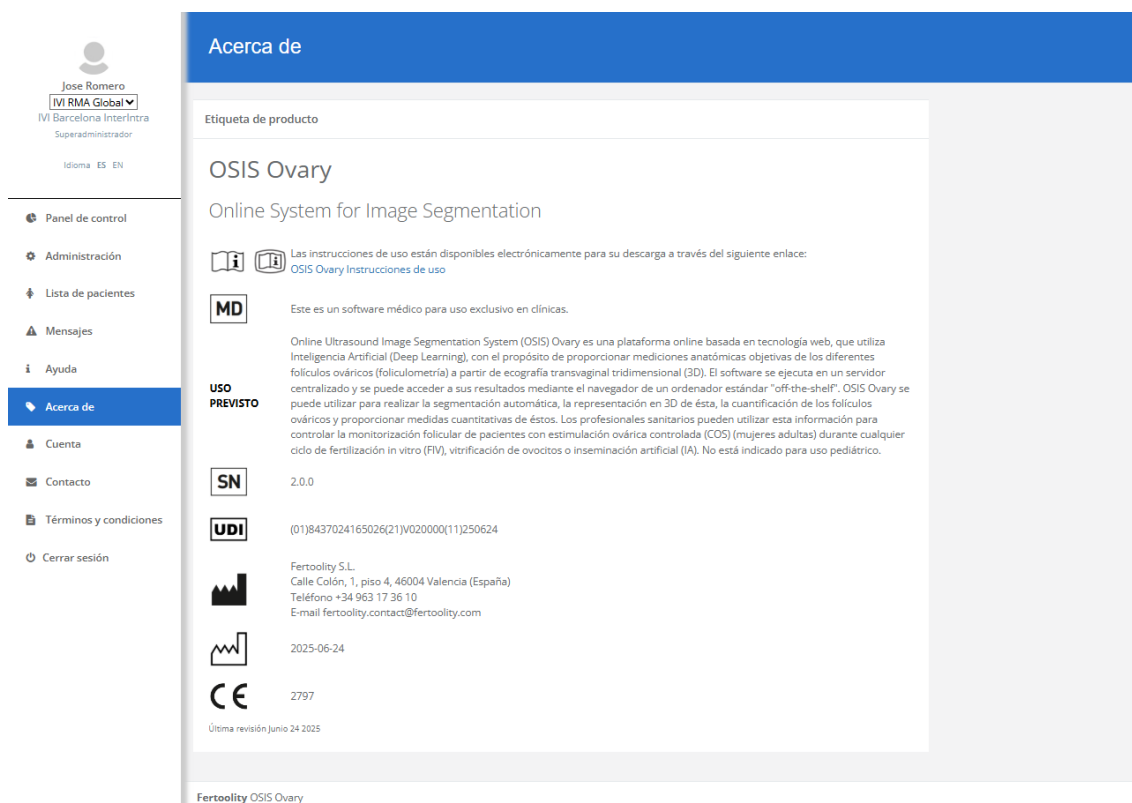 Jose Romero
IVI RMA Global
IVI Barcelona InterIntra
Superadministrador
Idioma ES EN
Panel de control
Administración
Lista de pacientes
Mensajes
Ayuda
Acerca de
Cuenta
Contacto
Términos y condiciones
Cerrar sesión
Acerca de
Etiqueta de producto
OSIS Ovary
Online System for Image Segmentation
Las instrucciones de uso están disponibles electrónicamente para su descarga a través del siguiente enlace:
OSIS Ovary Instrucciones de uso
MD
Este es un software médico para uso exclusivo en clínicas.
USO
PREVISTO
Online Ultrasound Image Segmentation System (OSIS) Ovary es una plataforma online basada en tecnología web, que utiliza
Inteligencia Artificial (Deep Learning), con el propósito de proporcionar mediciones anatómicas objetivas de los diferentes
folículos ováricos (foliculometría) a partir de ecografía transvaginal tridimensional (3D). El software se ejecuta en un servidor
centralizado y se puede acceder a sus resultados mediante el navegador de un ordenador estándar "off-the-shelf". OSIS Ovary se
puede utilizar para realizar la segmentación automática, la representación en 3D de ésta, la cuantificación de los folículos
ováricos y proporcionar medidas cuantitativas de éstos. Los profesionales sanitarios pueden utilizar esta información para
controlar la monitorización folicular de pacientes con estimulación ovárica controlada (COS) (mujeres adultas) durante cualquier
ciclo de fertilización in vitro (FIV), vitrificación de ovocitos o inseminación artificial (IA). No está indicado para uso pediátrico.
SN
2.0.0
UDI
(01)8437024165026(21)V020000(11)250624
Fertoolity S.L.
Calle Colón, 1, piso 4, 46004 Valencia (España)
Teléfono +34 963 17 36 10
E-mail fertoolity.contact@fertoolity.com
2025-06-24
CE
2797
Última revisión Junio 24 2025
Fertoolity OSIS Ovary